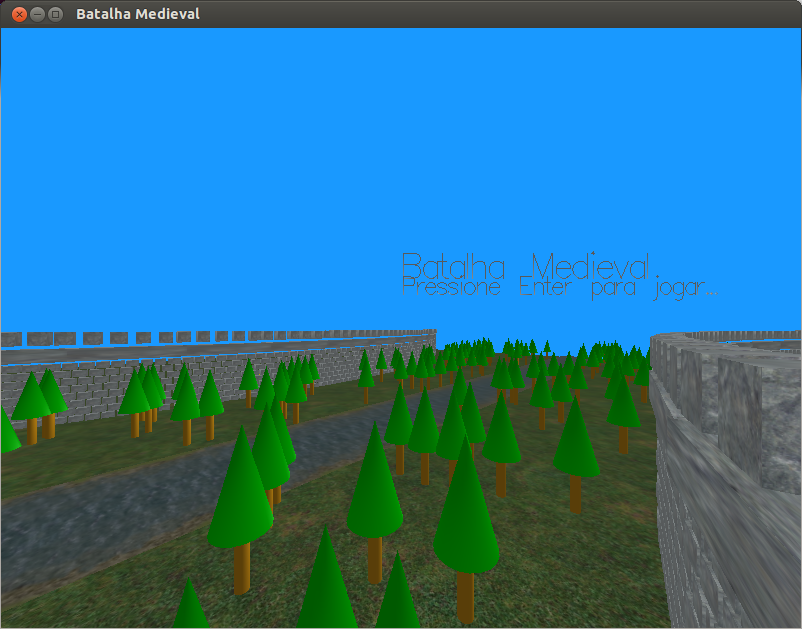 Batalha Medieval
Batalha Medieval.
Pressione Enter para jogar...